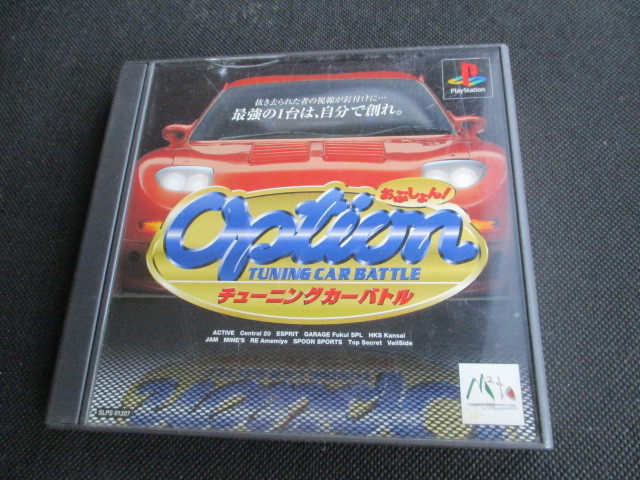 PlayStation
抜き去られた者の視線が釘付けに…
最強の1台は、自分で創れ。
おぷしょん!
Option
TUNING CAR BATTLE
チューニングカーバトル
ACTIVE Central 20 ESPRIT GARAGE Fukui SPL HKS Kansai
JAM MINE'S RE Amemiya SPOON SPORTS Top Secret VeilSide
SLPS 01207